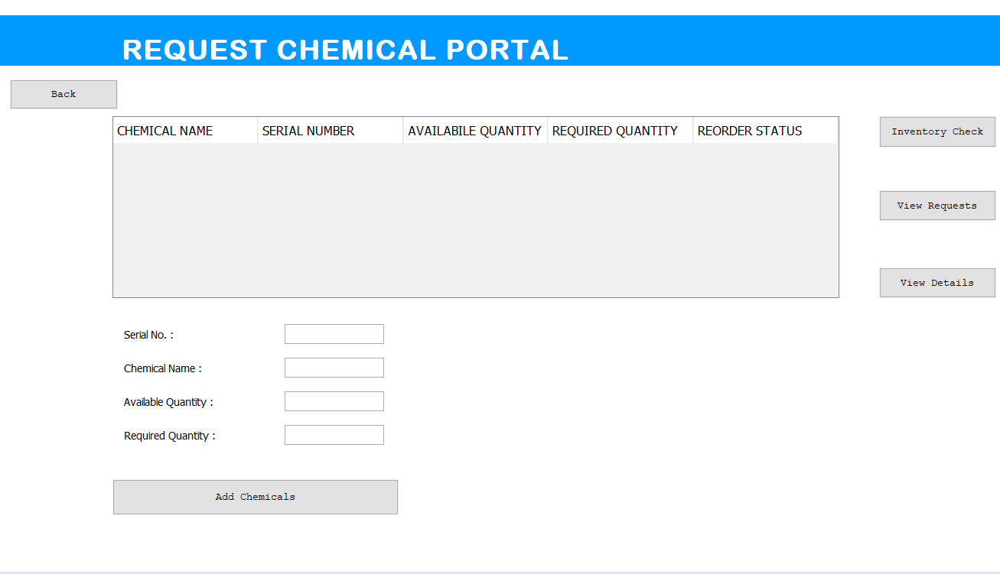 REQUEST CHEMICAL PORTAL
Back
CHEMICAL NAME SERIAL NUMBER AVAILABILE QUANTITY REQUIRED QUANTITY REORDER STATUS
Inventory Check
View Requests
View Details
Serial No. :
Chemical Name :
Available Quantity :
Required Quantity :
Add Chemicals